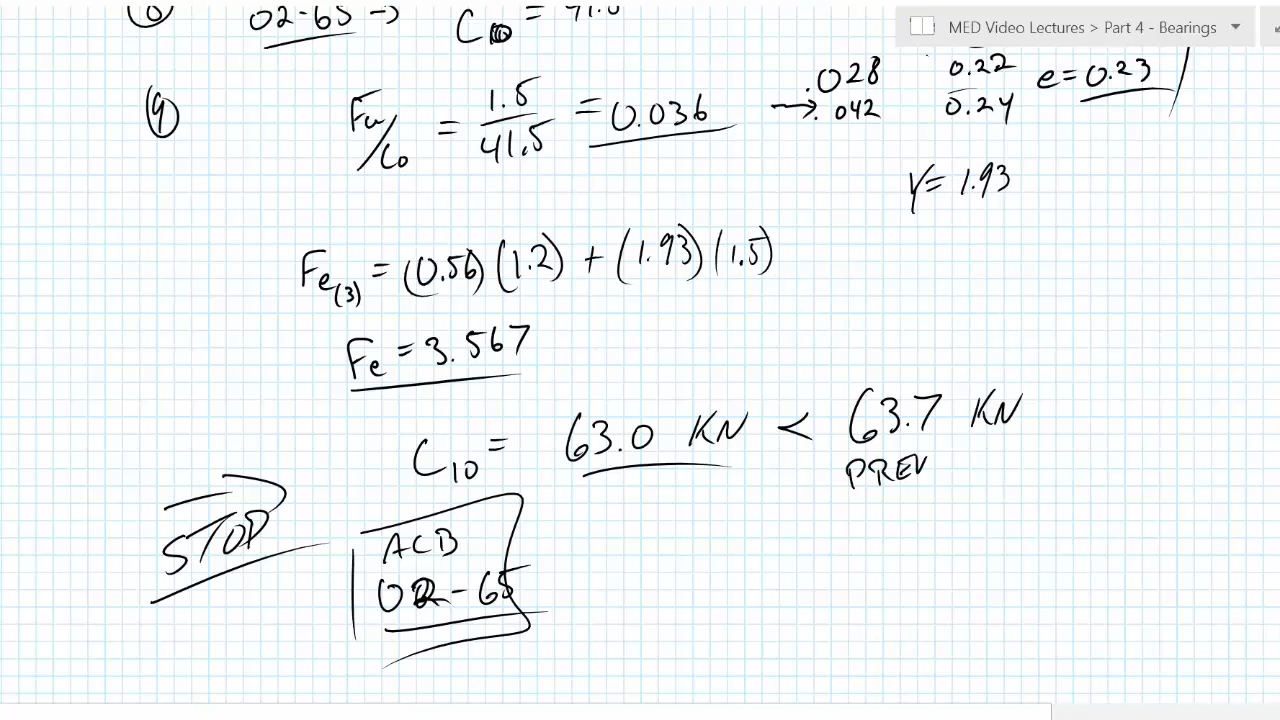 MED Video Lectures > Part 4 - Bearings
02-65 →
.028 0.22 e = 0.23
(9) Fa/Co = 1.5/41.5 = 0.036 → .042 0.24
Y = 1.93
Fe(3) = (0.56)(1.2) + (1.93)(1.5)
Fe = 3.567
C10 = 63.0 KN < 63.7 KN
PREV
STOP
ACB
02-65